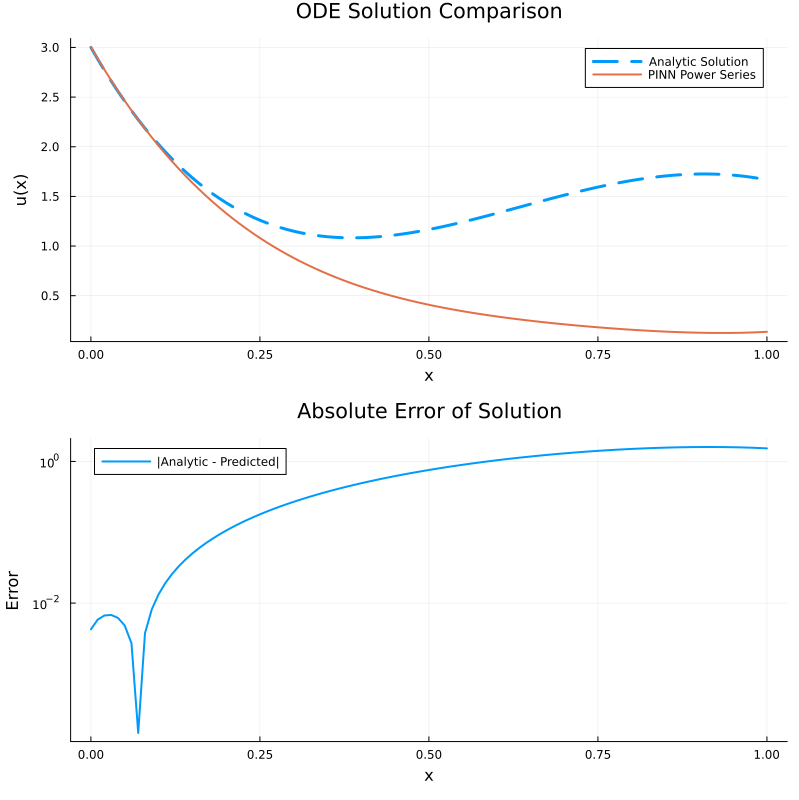 ODE Solution Comparison
3.0
2.5
2.0
1.5
1.0
0.5
u(x)
Analytic Solution
PINN Power Series
0.00 0.25 0.50 0.75 1.00
x
Absolute Error of Solution
10⁰
10⁻²
Error
|Analytic - Predicted|
0.00 0.25 0.50 0.75 1.00
x